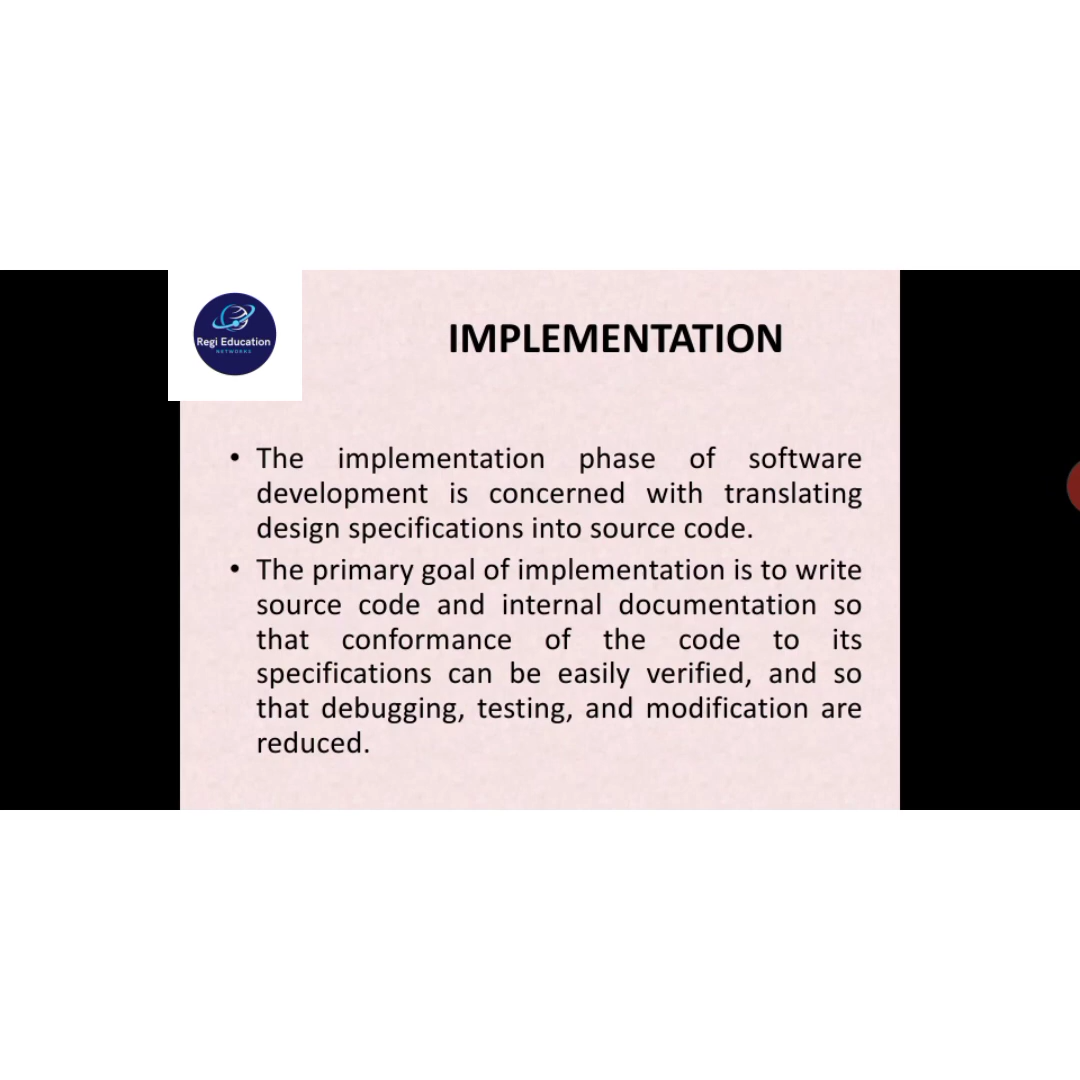 Regi Education
NETWORKS
IMPLEMENTATION
• The implementation phase of software
development is concerned with translating
design specifications into source code.
• The primary goal of implementation is to write
source code and internal documentation so
that conformance of the code to its
specifications can be easily verified, and so
that debugging, testing, and modification are
reduced.